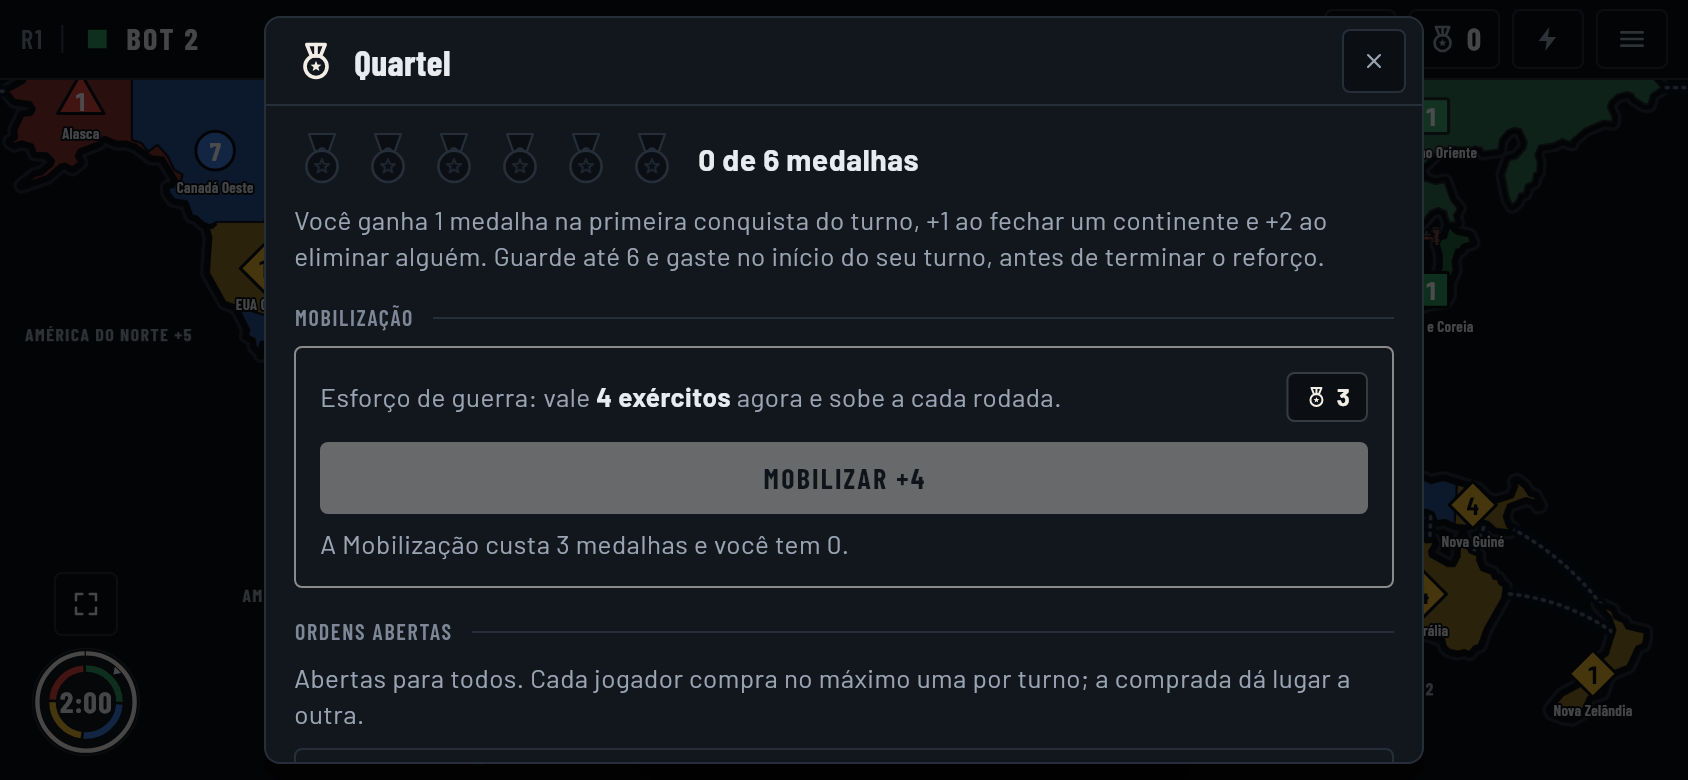 R1
BOT 2
0
Quartel
0 de 6 medalhas
Você ganha 1 medalha na primeira conquista do turno, +1 ao fechar um continente e +2 ao
eliminar alguém. Guarde até 6 e gaste no início do seu turno, antes de terminar o reforço.
MOBILIZAÇÃO
Esforço de guerra: vale 4 exércitos agora e sobe a cada rodada.
3
MOBILIZAR +4
A Mobilização custa 3 medalhas e você tem 0.
ORDENS ABERTAS
Abertas para todos. Cada jogador compra no máximo uma por turno; a comprada dá lugar a
outra.
1
Alasca
7
Canadá Oeste
EUA
AMÉRICA DO NORTE +5
2:00
1
Oriente
1
e Coreia
4
Nova Guiné
1
Nova Zelândia
2